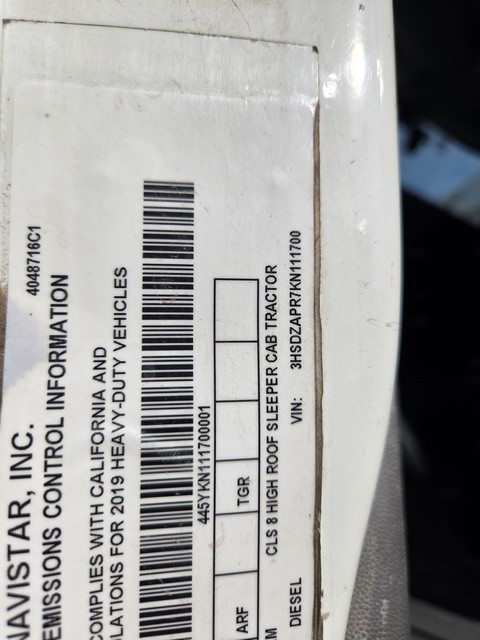 4048716C1
NAVISTAR, INC.
EMISSIONS CONTROL INFORMATION
COMPLIES WITH CALIFORNIA AND
LATIONS FOR 2019 HEAVY-DUTY VEHICLES
445YKN111700001
ARF TGR
M CLS 8 HIGH ROOF SLEEPER CAB TRACTOR
DIESEL VIN: 3HSDZAPR7KN111700